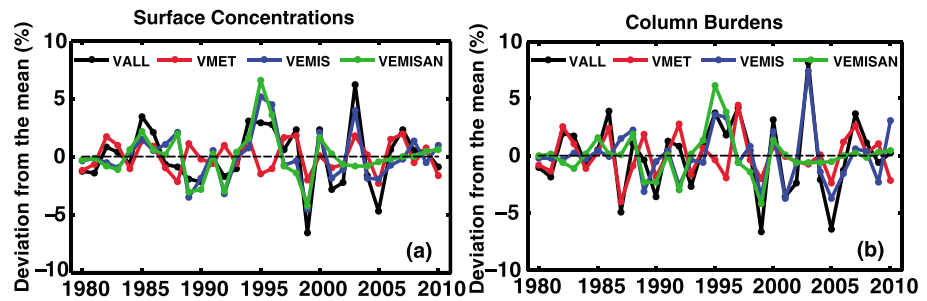 Surface Concentrations
Column Burdens
Deviation from the mean (%)
10
5
0
−5
−10
VALL VMET VEMIS VEMISAN
(a)
1980 1985 1990 1995 2000 2005 2010
Deviation from the mean (%)
10
5
0
−5
−10
VALL VMET VEMIS VEMISAN
(b)
1980 1985 1990 1995 2000 2005 2010